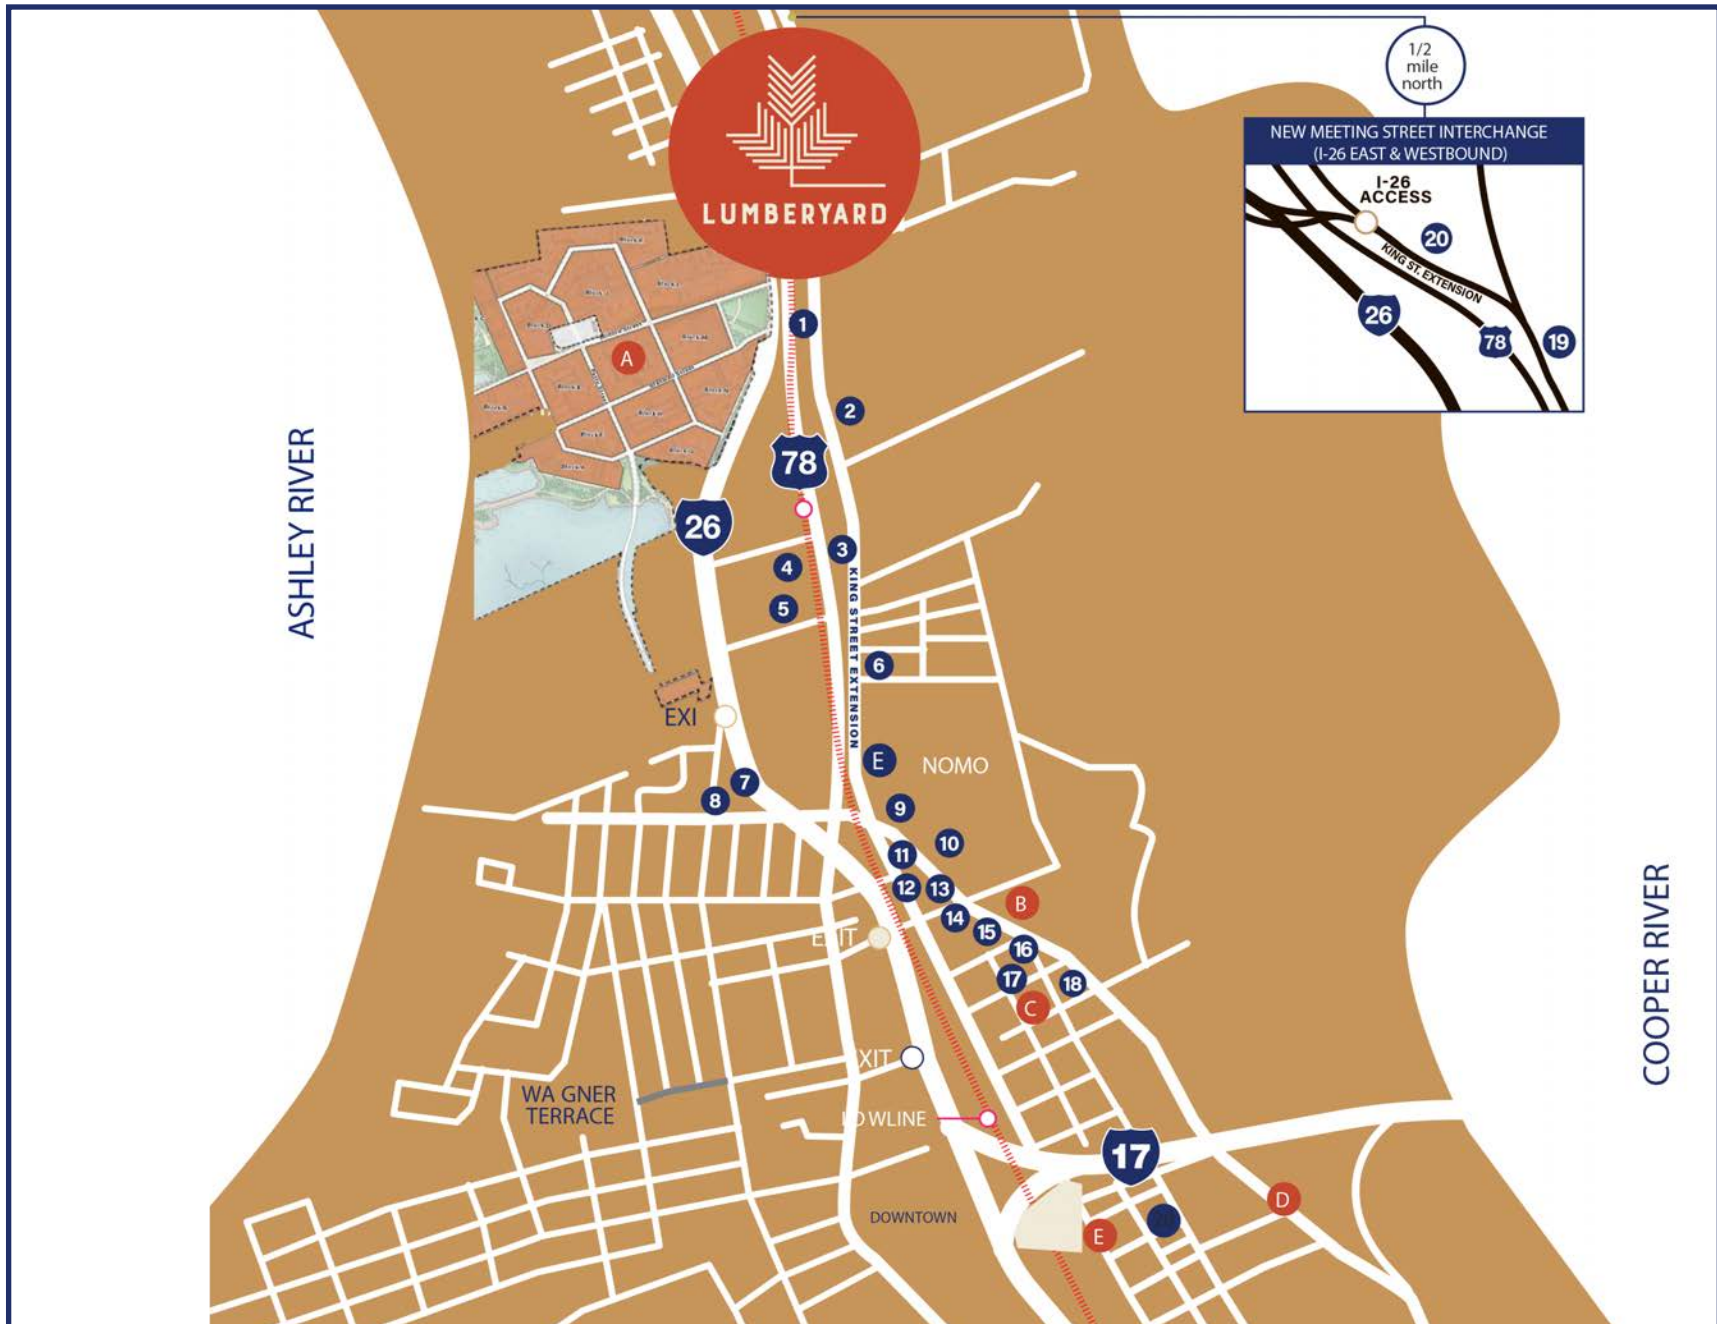 1/2
mile
north
NEW MEETING STREET INTERCHANGE
(I-26 EAST & WESTBOUND)
I-26
ACCESS
20
KING ST. EXTENSION
26
78
19
LUMBERYARD
A
1
2
78
26
3
4
5
KING STREET EXTENSION
6
ASHLEY RIVER
EXI
E
NOMO
7
8
9
10
11
12
13
B
14
15
EXIT
16
17
18
C
COOPER RIVER
XIT
WA GNER
TERRACE
LO WLINE
17
D
DOWNTOWN
E
20